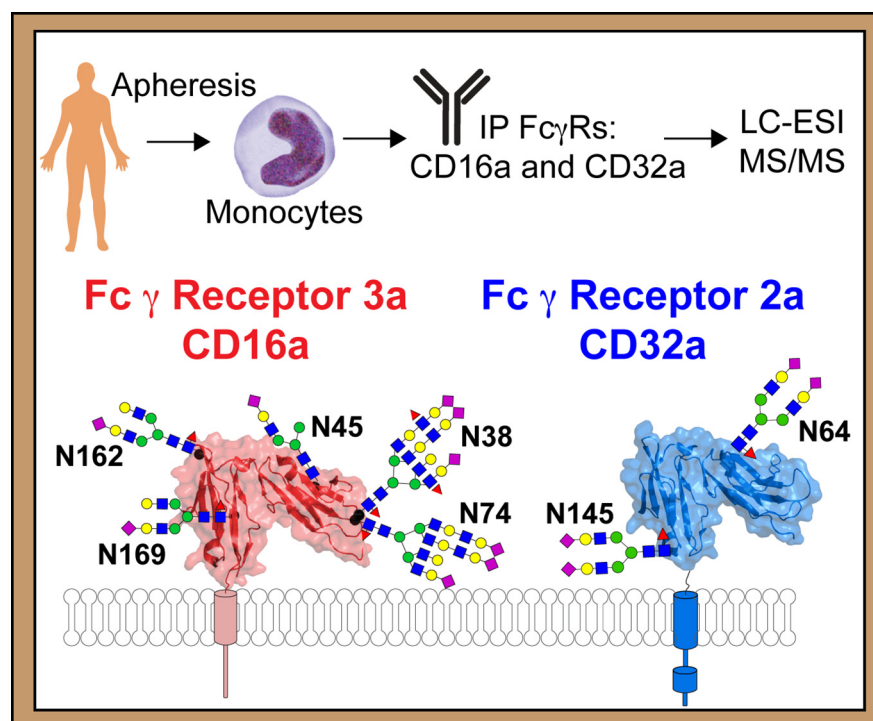 Apheresis
Monocytes
IP FcγRs:
CD16a and CD32a
LC-ESI
MS/MS
Fc γ Receptor 3a
CD16a
Fc γ Receptor 2a
CD32a
N162
N45
N38
N169
N74
N64
N145